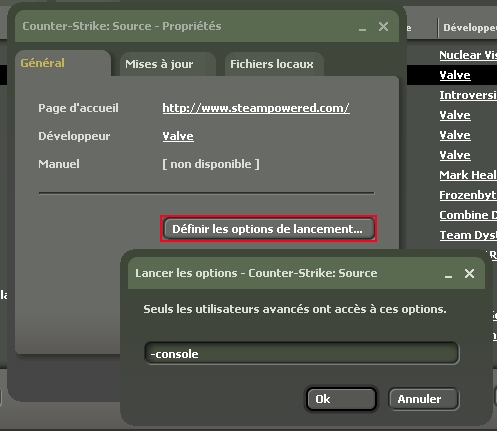 Counter-Strike: Source - Propriétés
Général
Mises à jour
Fichiers locaux
Page d'accueil
http://www.steampowered.com/
Développeur
Valve
Manuel
[ non disponible ]
Définir les options de lancement...
Lancer les options - Counter-Strike: Source
Seuls les utilisateurs avancés ont accès à ces options.
-console
Ok
Annuler
Développeur
Nuclear Vis
Valve
Introversi
Valve
Valve
Valve
Mark Heal
Frozenbyt
Combine D
Team Dyst